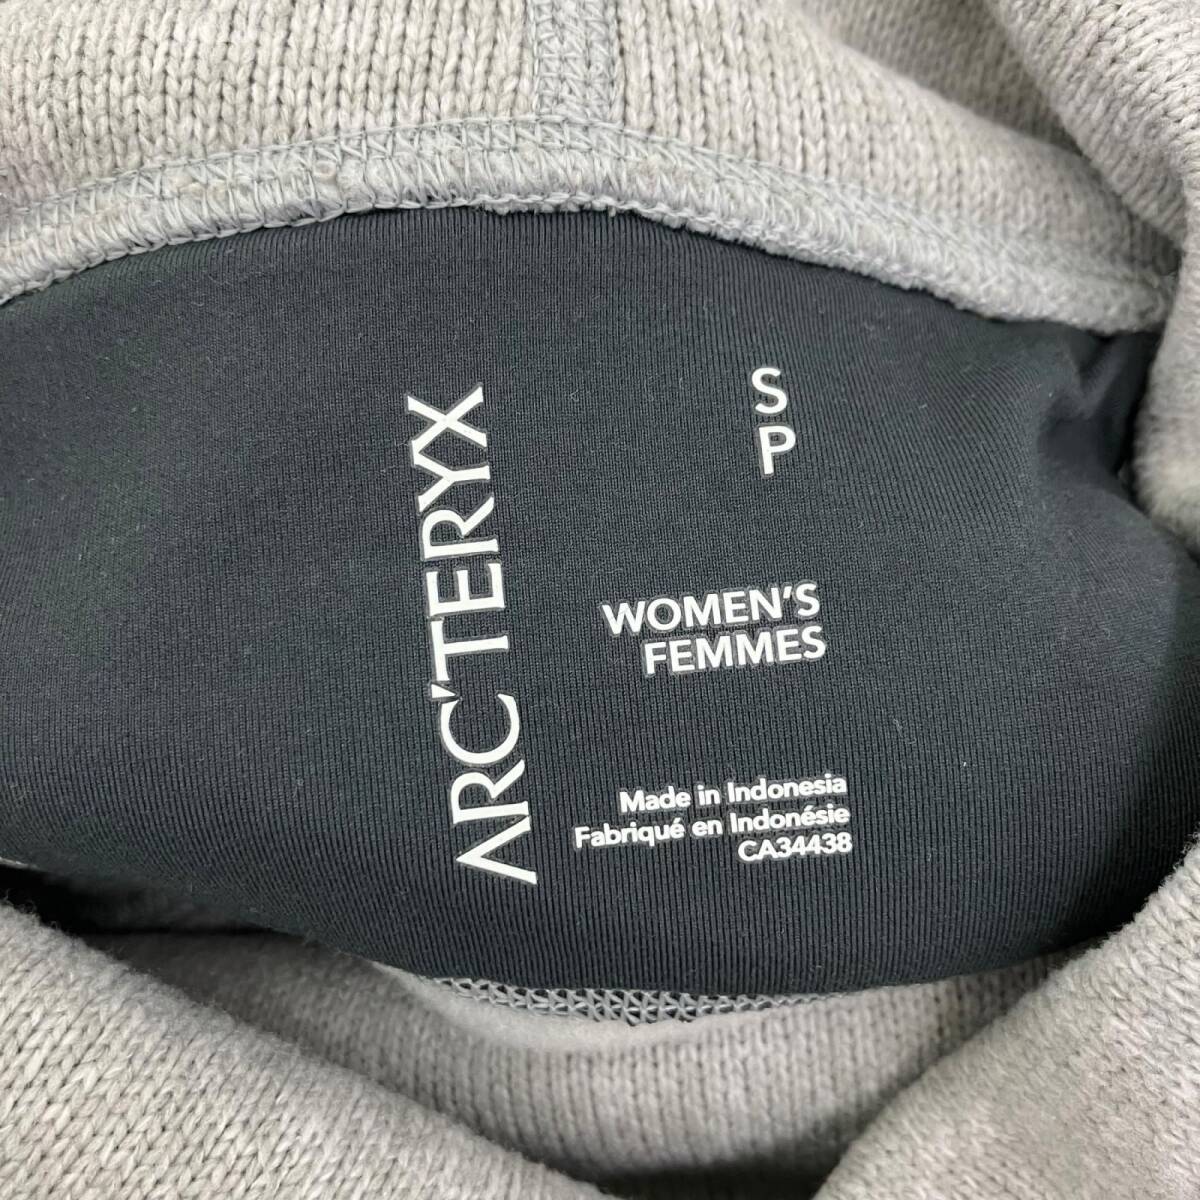 ARC'TERYX
S
P
WOMEN'S
FEMMES
Made in Indonesia
Fabriqué en Indonésie
CA34438